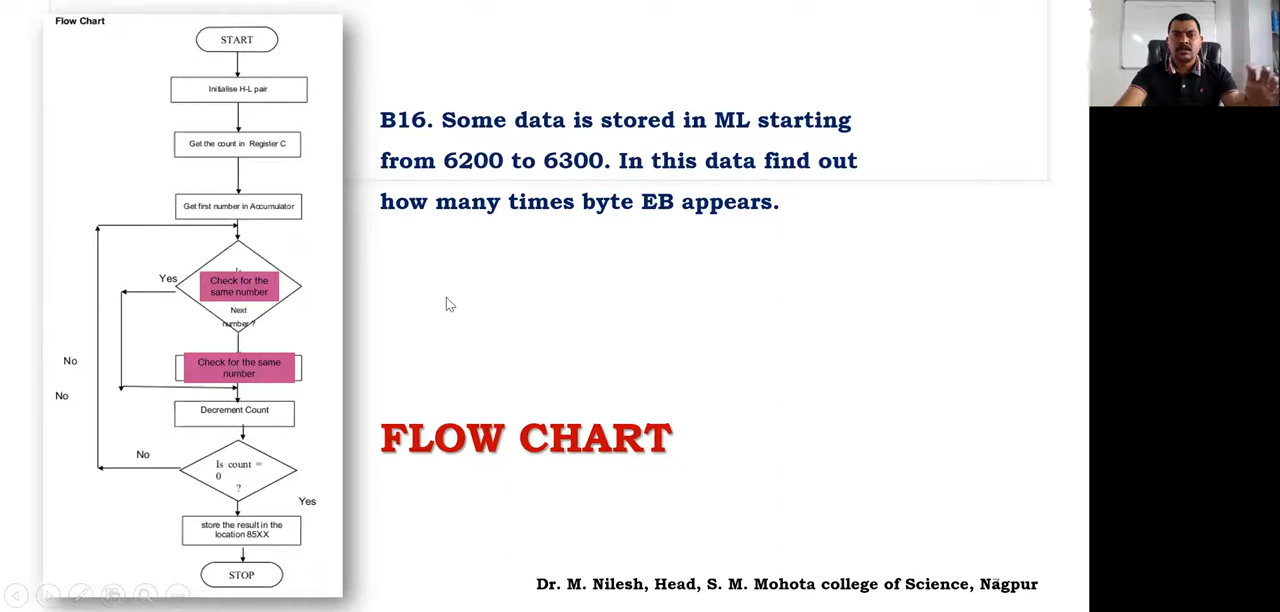 Flow Chart
START
Initialise H-L pair
Get the count in Register C
Get first number in Accumulator
Yes
Check for the
same number
Next
number ?
No
Check for the same
number
No
Decrement Count
No
Is count =
0
?
Yes
store the result in the
location 85XX
STOP
B16. Some data is stored in ML starting
from 6200 to 6300. In this data find out
how many times byte EB appears.
FLOW CHART
Dr. M. Nilesh, Head, S. M. Mohota college of Science, Nagpur